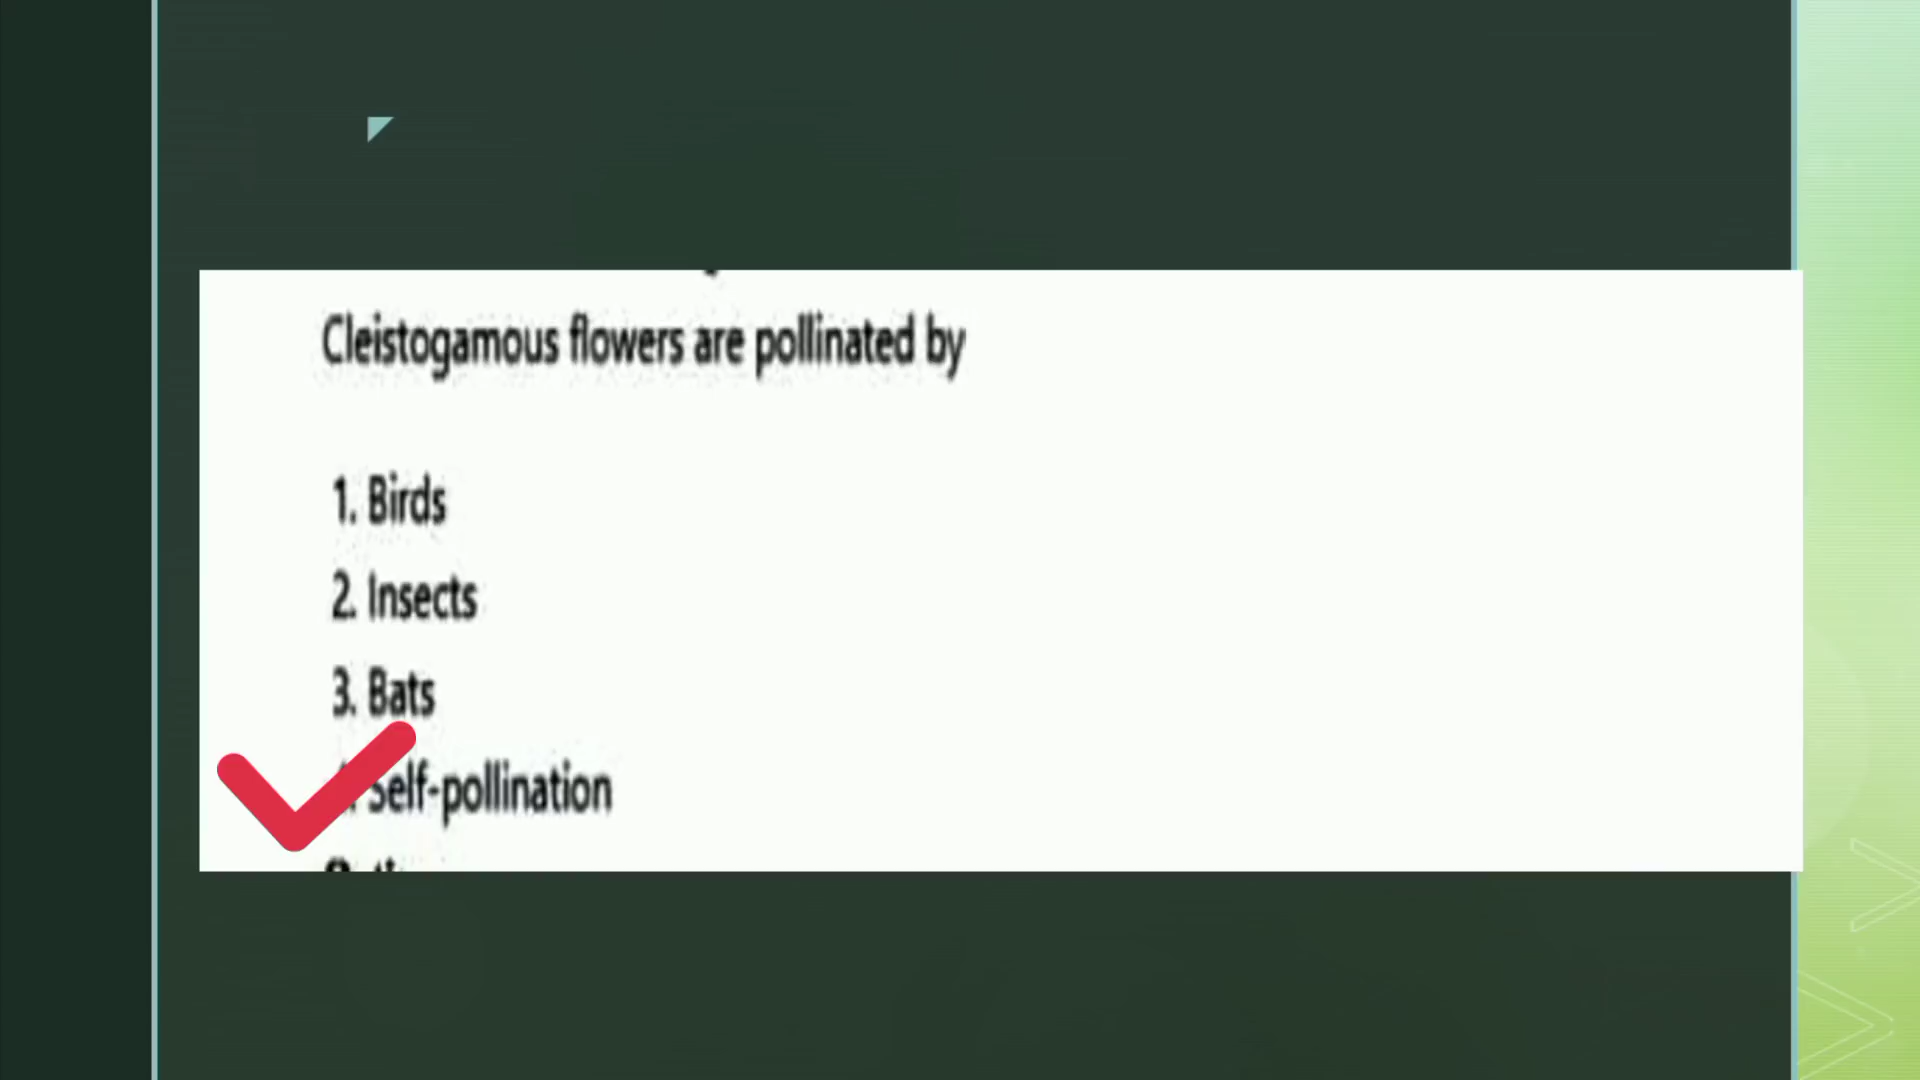 Cleistogamous flowers are pollinated by
1. Birds
2. Insects
3. Bats
Self-pollination